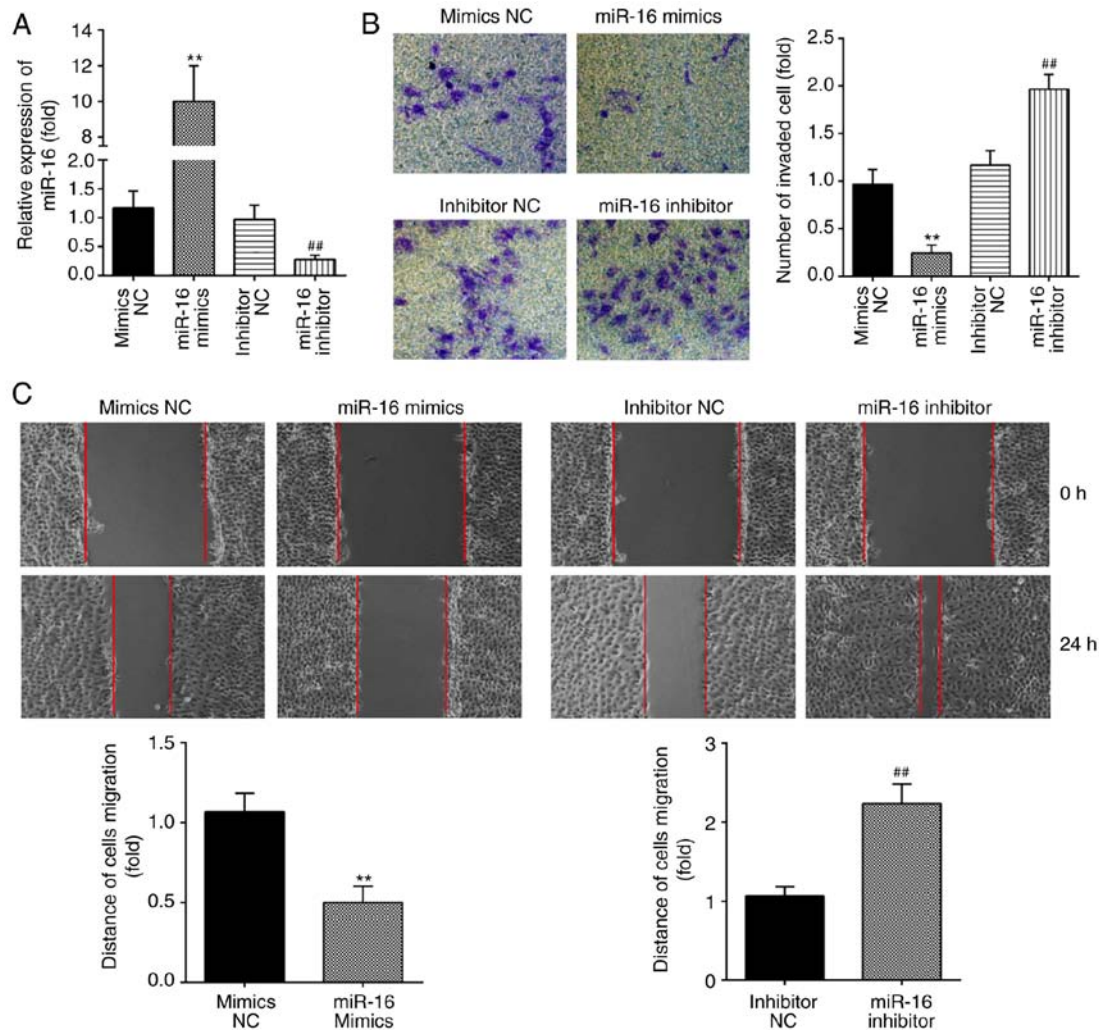 A
Relative expression of
miR-16 (fold)
14
12
10
8
2.0
1.5
1.0
0.5
0.0
**
##
Mimics
NC
miR-16
mimics
Inhibitor
NC
miR-16
inhibitor
B
Mimics NC
miR-16 mimics
Inhibitor NC
miR-16 inhibitor
Number of invaded cell (fold)
2.5
2.0
1.5
1.0
0.5
0.0
**
##
Mimics
NC
miR-16
mimics
Inhibitor
NC
miR-16
inhibitor
C
Mimics NC
miR-16 mimics
Inhibitor NC
miR-16 inhibitor
0 h
24 h
Distance of cells migration
(fold)
1.5
1.0
0.5
0.0
**
Mimics
NC
miR-16
Mimics
Distance of cells migration
(fold)
3
2
1
0
##
Inhibitor
NC
miR-16
inhibitor